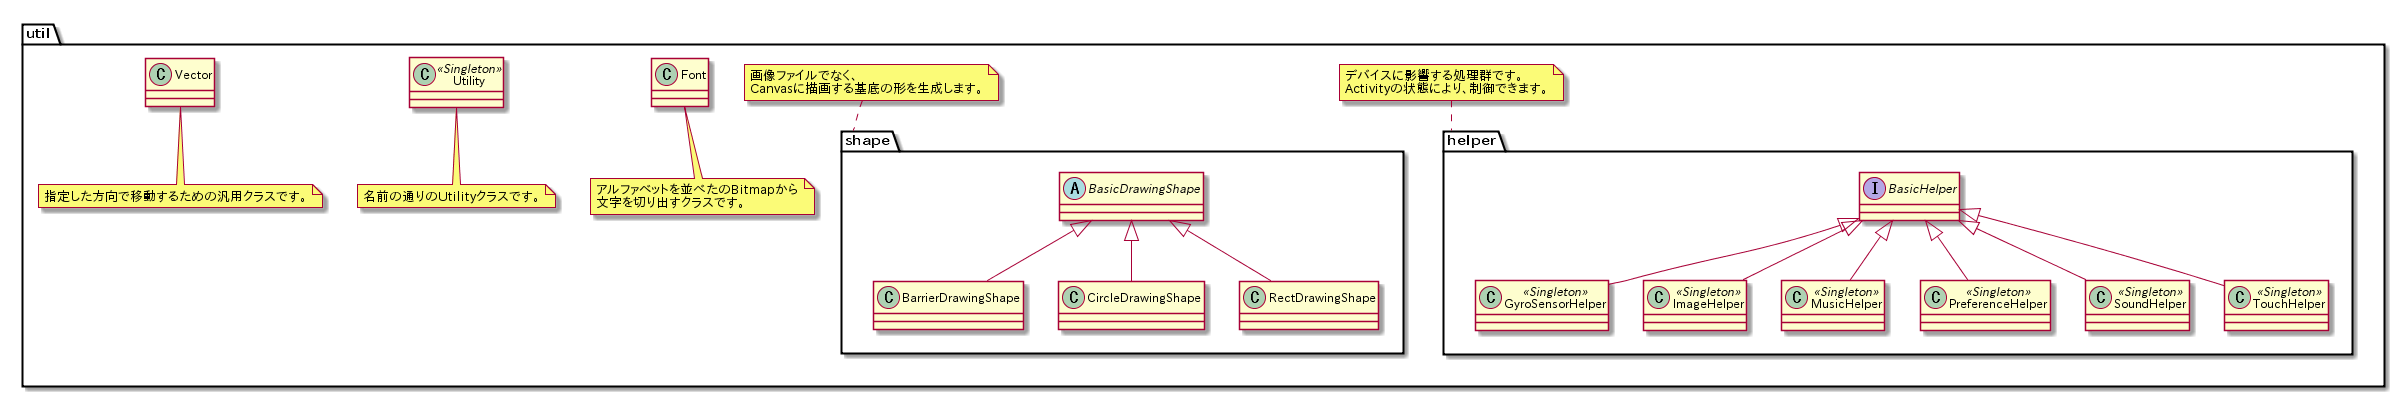 util
C Vector
指定した方向で移動するための汎用クラスです。
C «Singleton»
Utility
名前の通りのUtilityクラスです。
C Font
アルファベットを並べたのBitmapから
文字を切り出すクラスです。
画像ファイルでなく、
Canvasに描画する基底の形を生成します。
shape
A BasicDrawingShape
C BarrierDrawingShape
C CircleDrawingShape
C RectDrawingShape
デバイスに影響する処理群です。
Activityの状態により、制御できます。
helper
I BasicHelper
C «Singleton»
GyroSensorHelper
C «Singleton»
ImageHelper
C «Singleton»
MusicHelper
C «Singleton»
PreferenceHelper
C «Singleton»
SoundHelper
C «Singleton»
TouchHelper